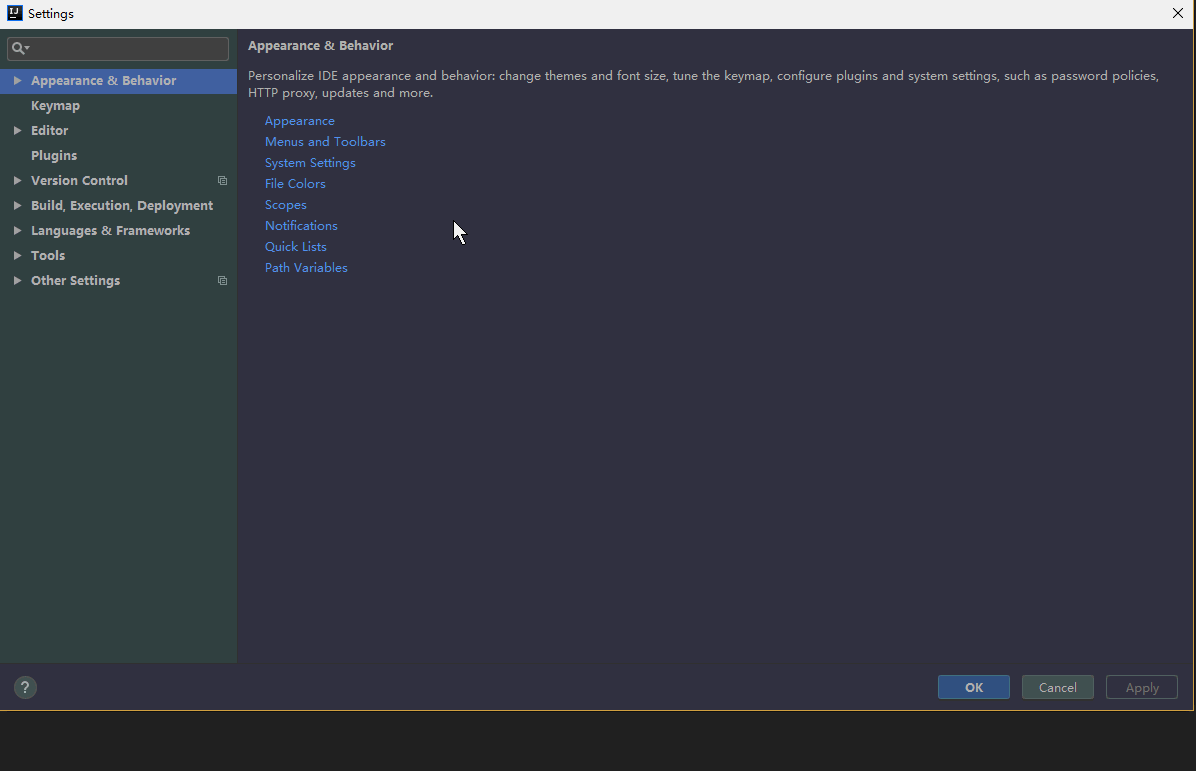 IJ Settings
Appearance & Behavior
Keymap
Editor
Plugins
Version Control
Build, Execution, Deployment
Languages & Frameworks
Tools
Other Settings
Appearance & Behavior
Personalize IDE appearance and behavior: change themes and font size, tune the keymap, configure plugins and system settings, such as password policies,
HTTP proxy, updates and more.
Appearance
Menus and Toolbars
System Settings
File Colors
Scopes
Notifications
Quick Lists
Path Variables
?
OK
Cancel
Apply